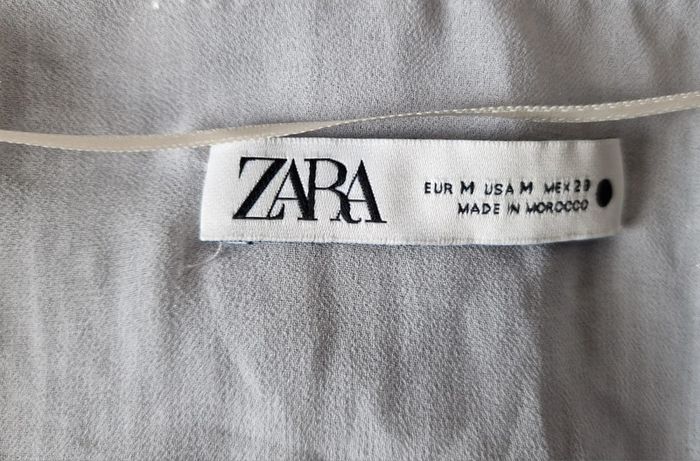 ZARA
EUR M USA M MEX 28
MADE IN MOROCCO